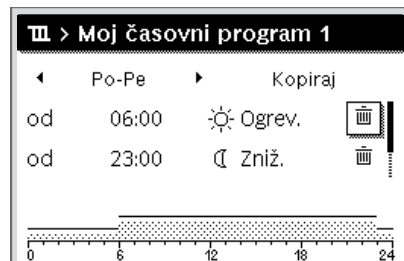 > Moj časovni program 1
Po-Pe Kopiraj
od 06:00 Ogrev.
od 23:00 Zniž.
0 6 12 18 24